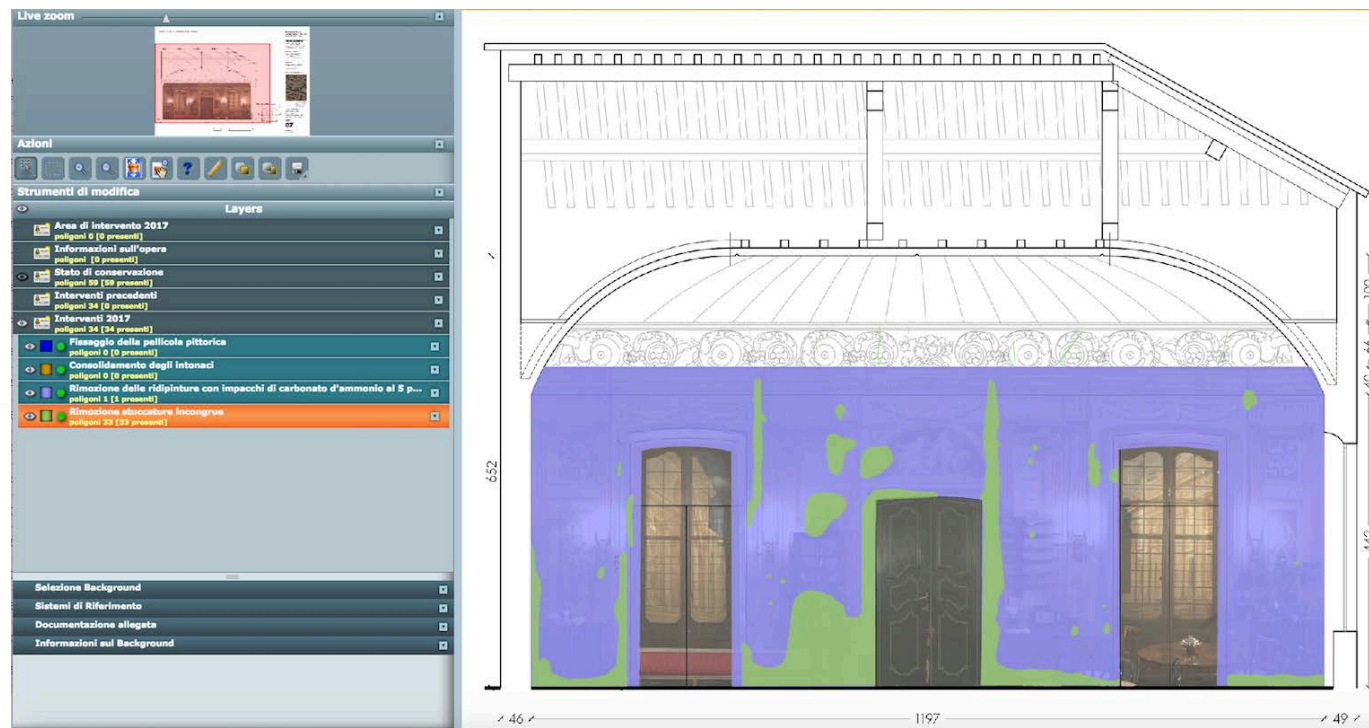 Live zoom
07
Azioni
?
Strumenti di modifica
Layers
Area di intervento 2017
poligoni 0 [0 presenti]
Informazioni sull'opera
poligoni [0 presenti]
Stato di conservazione
poligoni 59 [59 presenti]
Interventi precedenti
poligoni 34 [0 presenti]
Interventi 2017
poligoni 34 [34 presenti]
Fissaggio della pellicola pittorica
poligoni 0 [0 presenti]
Consolidamento degli intonaci
poligoni 0 [0 presenti]
Rimozione delle ridipinture con impacchi di carbonato d'ammonio al 5 p...
poligoni 1 [1 presenti]
Rimozione stuccature incongrue
poligoni 33 [33 presenti]
Selezione Background
Sistemi di Riferimento
Documentazione allegata
Informazioni sul Background
652
46
1197
49